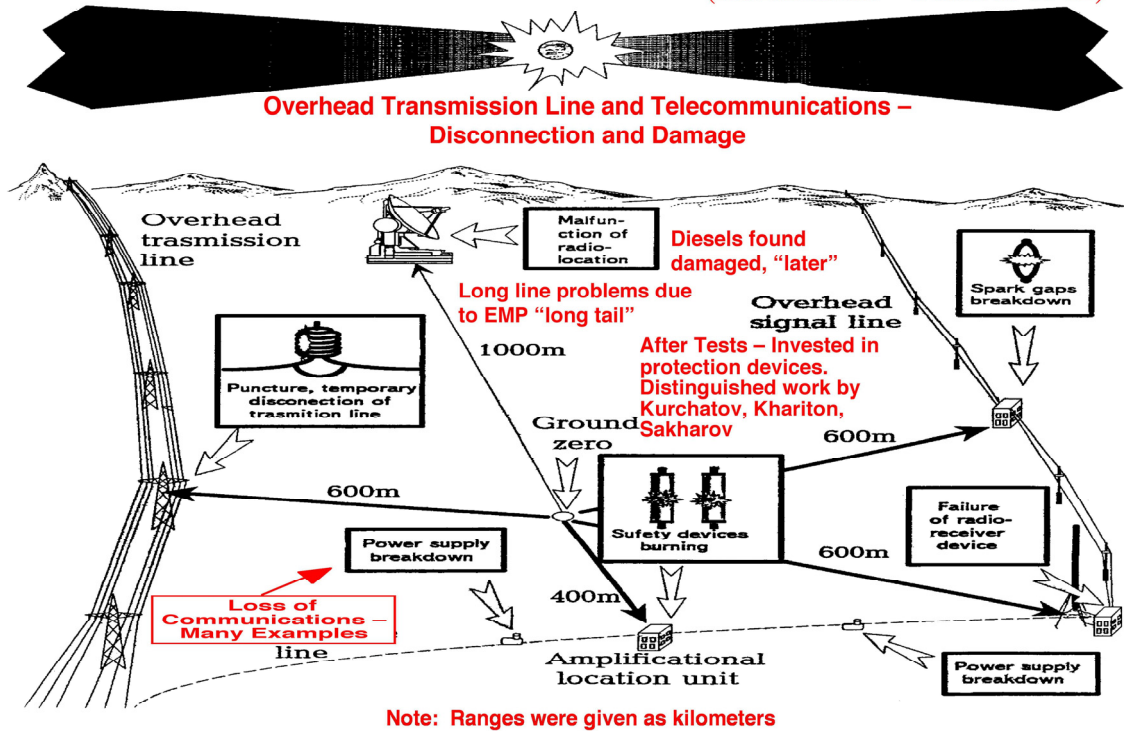 Overhead Transmission Line and Telecommunications –
Disconnection and Damage
Overhead
trasmission
line
Malfun-
ction of
radio-
location
Diesels found
damaged, “later”
Spark gaps
breakdown
Long line problems due
to EMP “long tail”
Overhead
signal line
1000m
Puncture, temporary
disconection of
trasmition line
After Tests – Invested in
protection devices.
Distinguished work by
Kurchatov, Khariton,
Sakharov
Ground
zero
600m
600m
Power supply
breakdown
Sufety devices
burning
Failure
of radio-
receiver
device
600m
400m
Loss of
Communications –
Many Examples
line
Amplificational
location unit
Power supply
breakdown
Note:  Ranges were given as kilometers